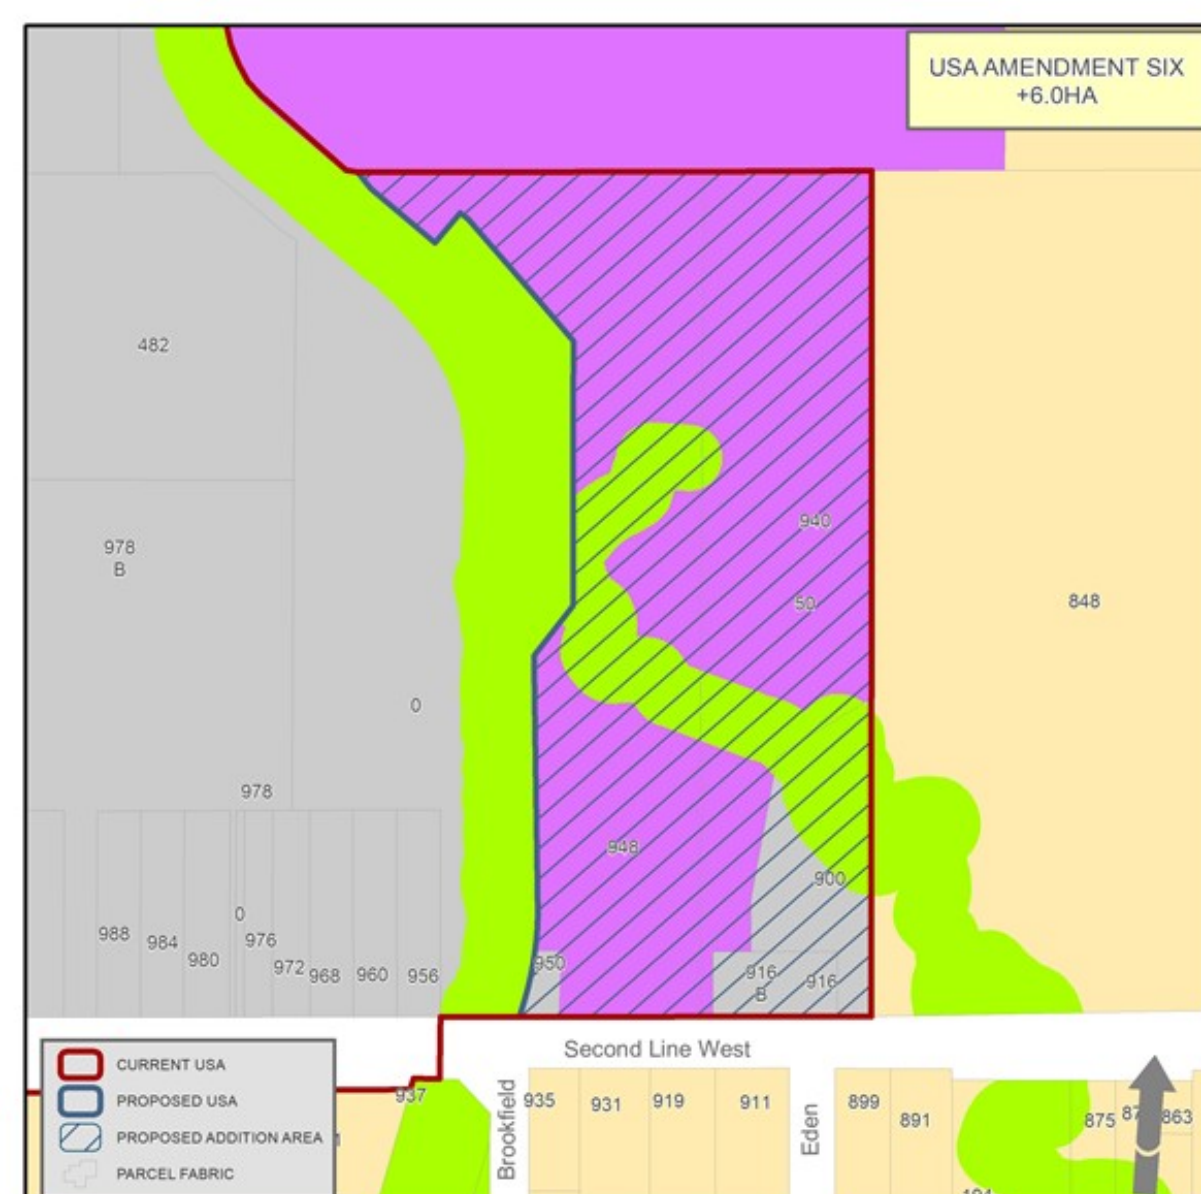 USA AMENDMENT SIX
+6.0HA
482
978
B
940
50
848
0
978
948
900
988
984
980
0
976
972
968
960
956
950
916
B
916
Second Line West
CURRENT USA
PROPOSED USA
PROPOSED ADDITION AREA
PARCEL FABRIC
937
Brookfield
935
931
919
911
Eden
899
891
875
863